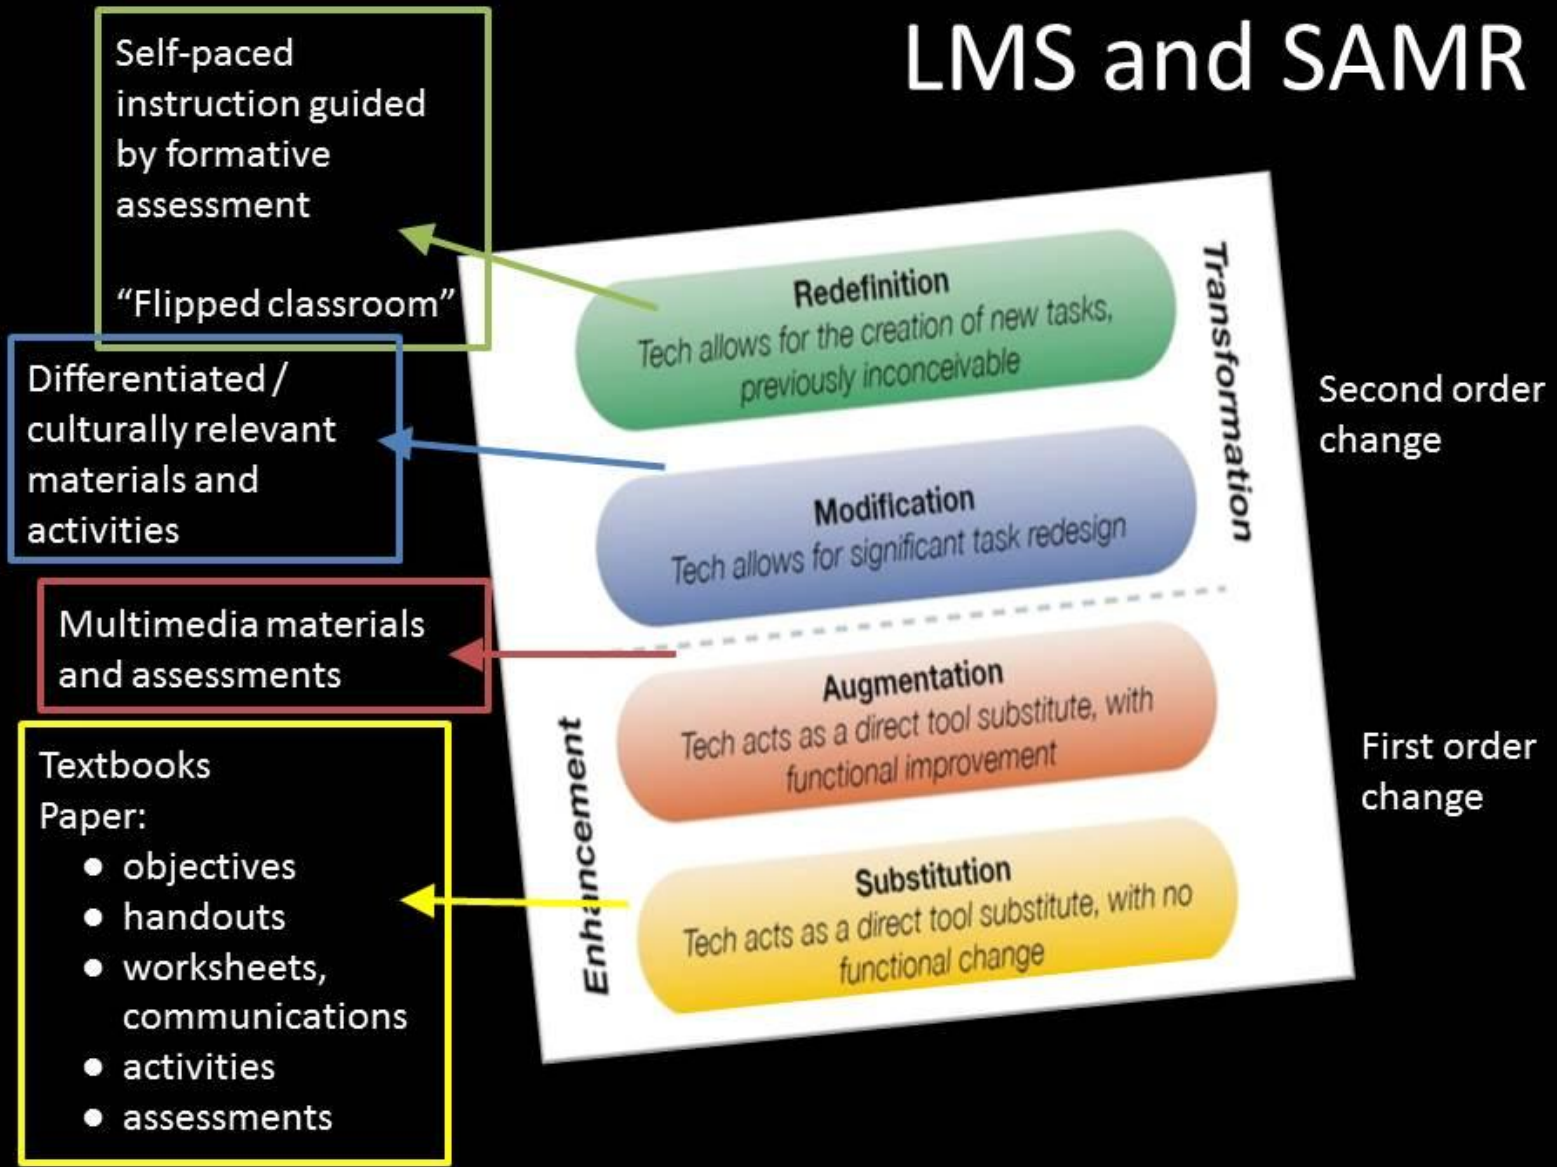 LMS and SAMR
Self-paced
instruction guided
by formative
assessment
“Flipped classroom”
Differentiated /
culturally relevant
materials and
activities
Multimedia materials
and assessments
Textbooks
Paper:
● objectives
● handouts
● worksheets,
communications
● activities
● assessments
Redefinition
Tech allows for the creation of new tasks,
previously inconceivable
Modification
Tech allows for significant task redesign
Transformation
Augmentation
Tech acts as a direct tool substitute, with
functional improvement
Substitution
Tech acts as a direct tool substitute, with no
functional change
Enhancement
Second order
change
First order
change